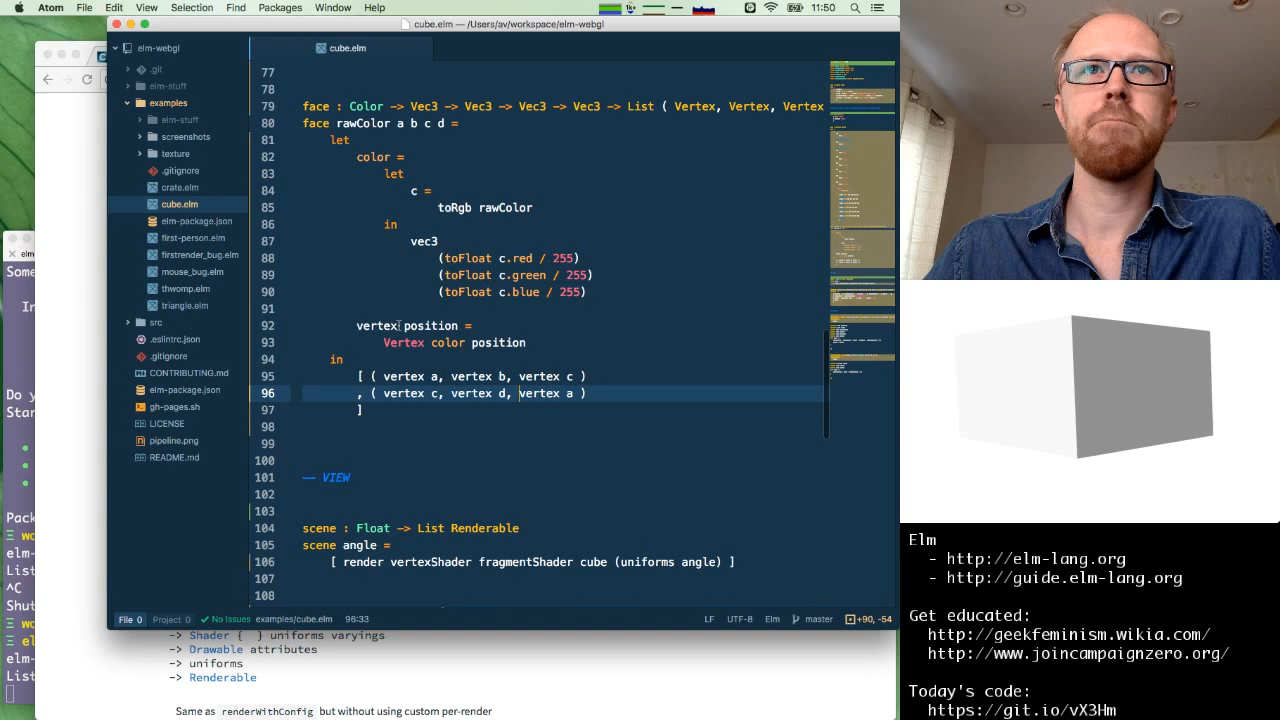 Atom File Edit View Selection Find Packages Window Help 1k 11:50
cube.elm — /Users/av/workspace/elm-webgl
elm-webgl
.git
elm-stuff
examples
elm-stuff
screenshots
texture
.gitignore
crate.elm
cube.elm
elm-package.json
first-person.elm
firstrender_bug.elm
mouse_bug.elm
thwomp.elm
triangle.elm
src
.eslintrc.json
.gitignore
CONTRIBUTING.md
elm-package.json
gh-pages.sh
LICENSE
pipeline.png
README.md
cube.elm
77
78
79 face : Color -> Vec3 -> Vec3 -> Vec3 -> Vec3 -> List ( Vertex, Vertex, Vertex
80 face rawColor a b c d =
81 let
82 color =
83 let
84 c =
85 toRgb rawColor
86 in
87 vec3
88 (toFloat c.red / 255)
89 (toFloat c.green / 255)
90 (toFloat c.blue / 255)
91
92 vertex position =
93 Vertex color position
94 in
95 [ ( vertex a, vertex b, vertex c )
96 , ( vertex c, vertex d, vertex a )
97 ]
98
99
100
101 -- VIEW
102
103
104 scene : Float -> List Renderable
105 scene angle =
106 [ render vertexShader fragmentShader cube (uniforms angle) ]
107
108
File 0 Project 0 No Issues examples/cube.elm 96:33 LF UTF-8 Elm master +90, -54
elm
Some
In
Do y
Pack
elm-
List
^C
Shut
elm-
List
-> Shader { } uniforms varyings
-> Drawable attributes
-> uniforms
-> Renderable
Same as renderWithConfig but without using custom per-render
Elm
- http://elm-lang.org
- http://guide.elm-lang.org
Get educated:
http://geekfeminism.wikia.com/
http://www.joincampaignzero.org/
Today's code:
https://git.io/vX3Hm